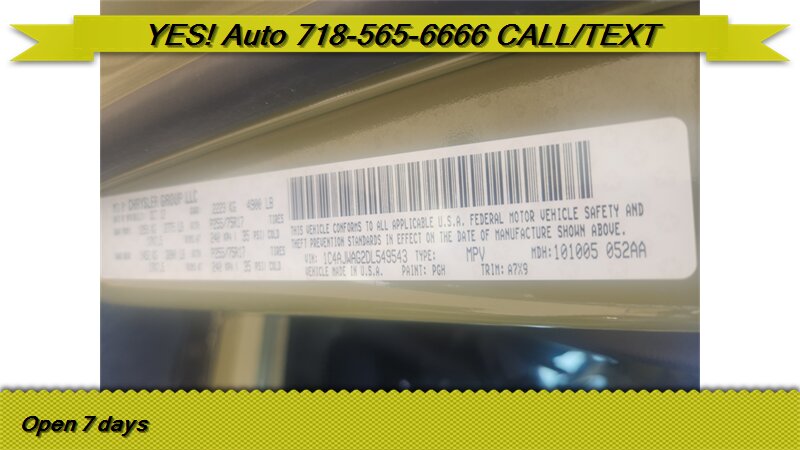 YES! Auto 718-565-6666 CALL/TEXT
CHRYSLER GROUP LLC
2223 KG 4900 LB
P255/75R17 TIRES
240 KPA ( 35 PSI) COLD
P255/75R17 TIRES
240 KPA ( 35 PSI) COLD
THIS VEHICLE CONFORMS TO ALL APPLICABLE U.S.A. FEDERAL MOTOR VEHICLE SAFETY AND
THEFT PREVENTION STANDARDS IN EFFECT ON THE DATE OF MANUFACTURE SHOWN ABOVE.
VIN: 1C4AJWAG2DL549543 TYPE: MPV MDH: 101005 052AA
VEHICLE MADE IN U.S.A. PAINT: PGH TRIM: A7X9
Open 7 days